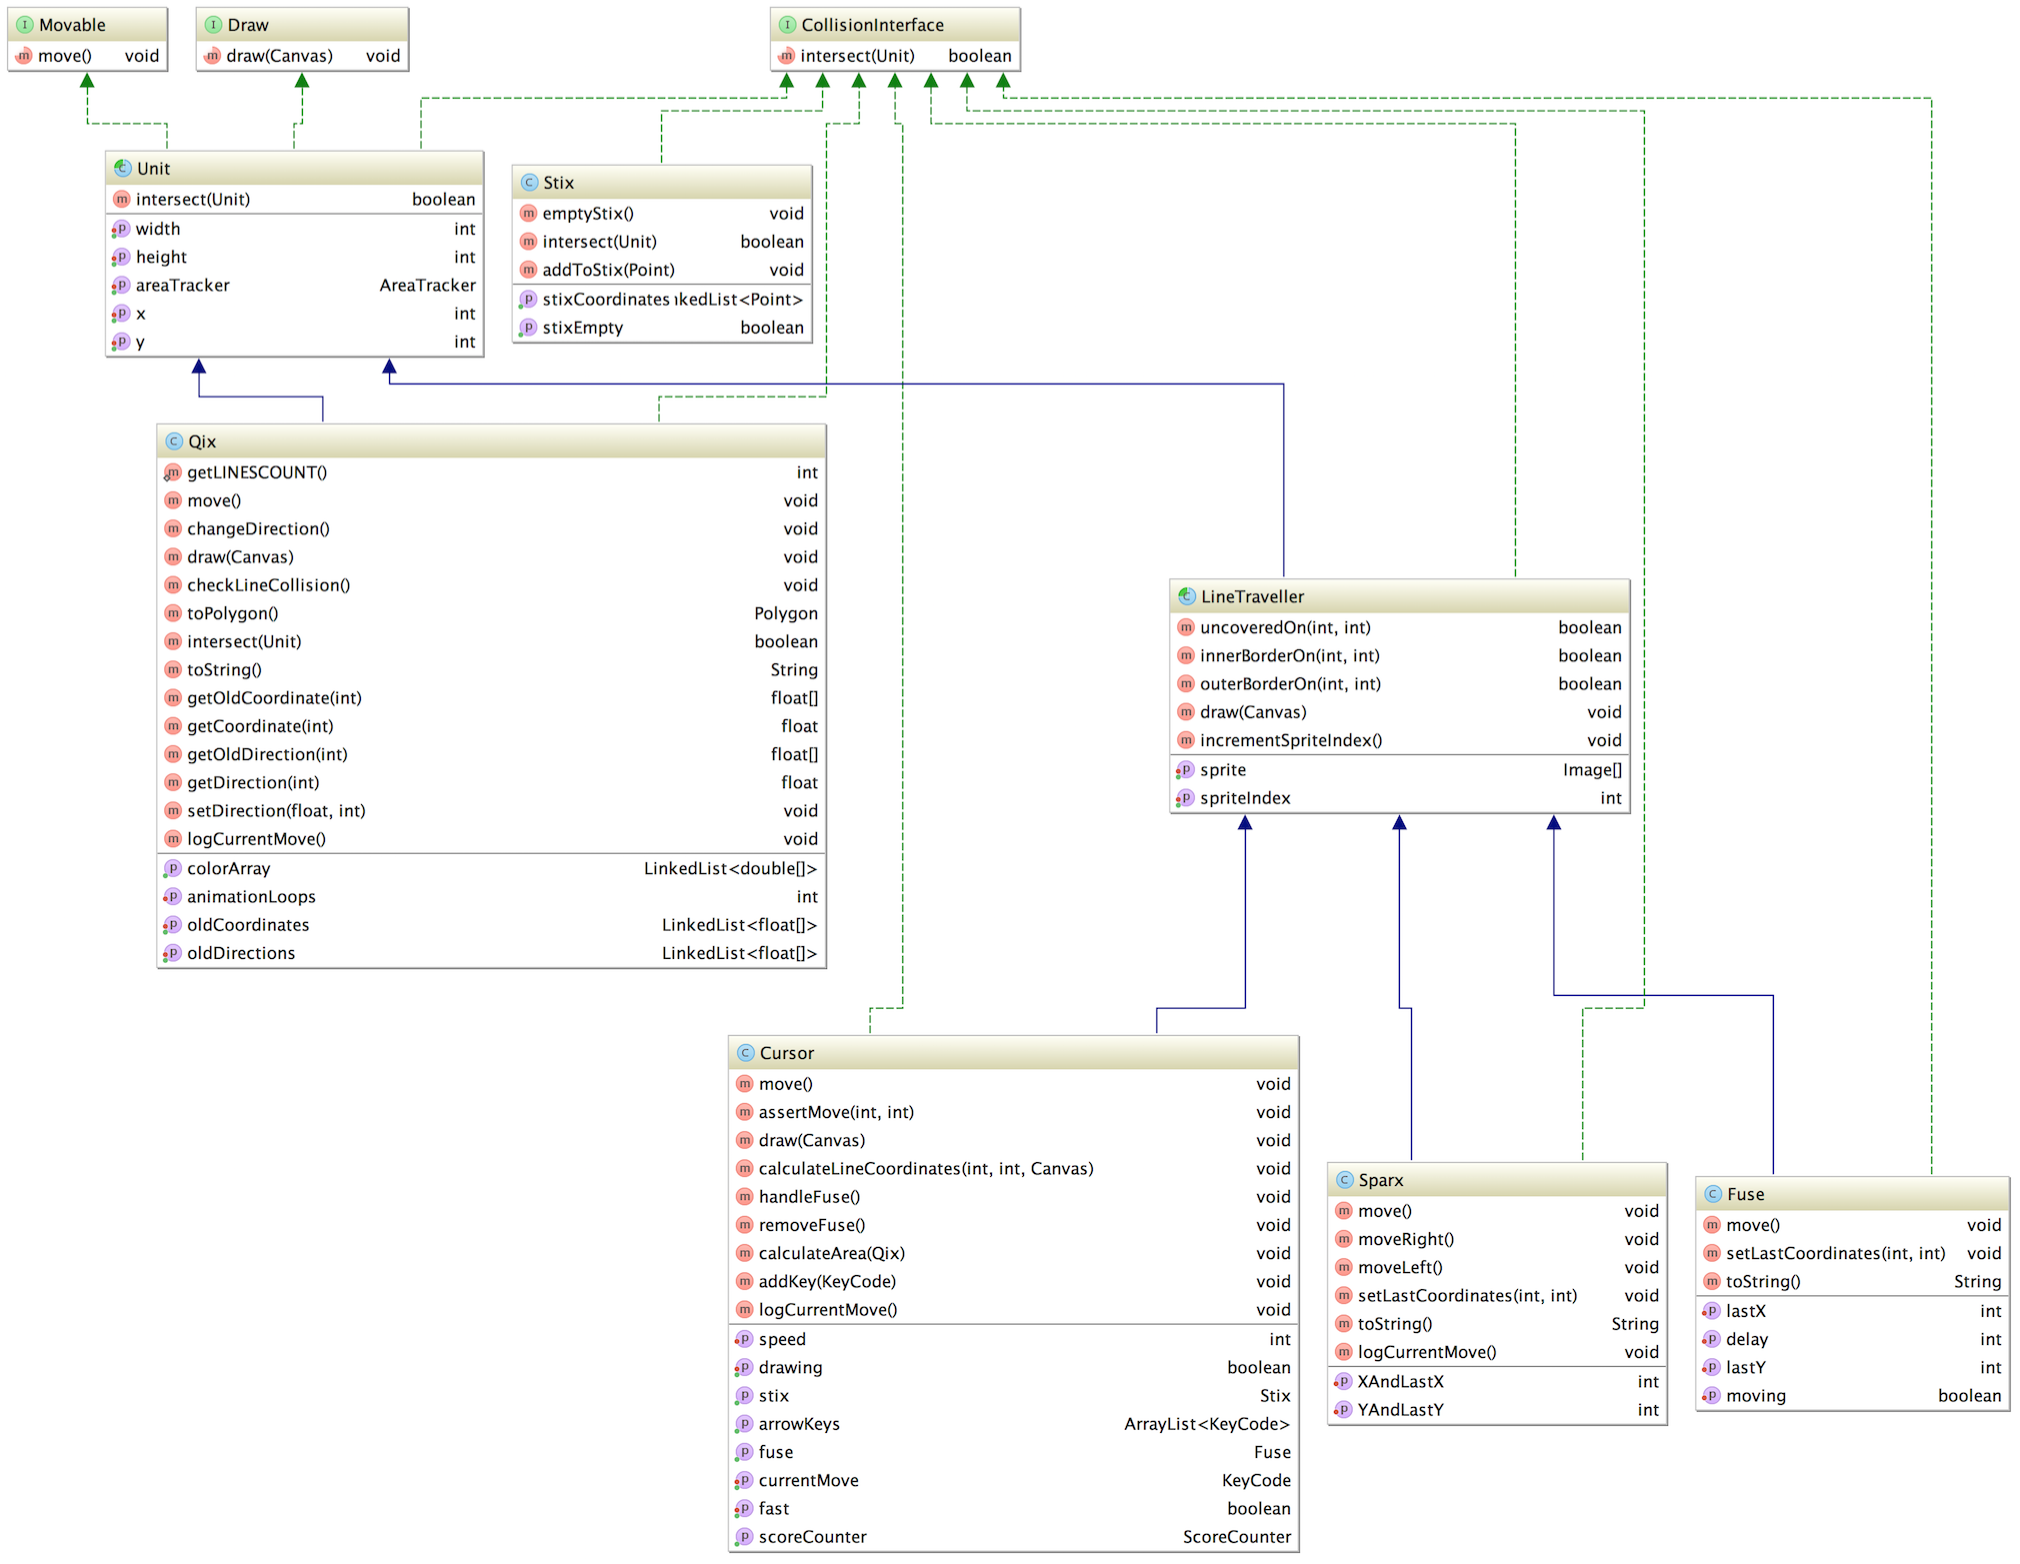 Movable
move() void
Draw
draw(Canvas) void
CollisionInterface
intersect(Unit) boolean
Unit
intersect(Unit) boolean
width int
height int
areaTracker AreaTracker
x int
y int
Stix
emptyStix() void
intersect(Unit) boolean
addToStix(Point) void
stixCoordinates kedList<Point>
stixEmpty boolean
Qix
getLINESCOUNT() int
move() void
changeDirection() void
draw(Canvas) void
checkLineCollision() void
toPolygon() Polygon
intersect(Unit) boolean
toString() String
getOldCoordinate(int) float[]
getCoordinate(int) float
getOldDirection(int) float[]
getDirection(int) float
setDirection(float, int) void
logCurrentMove() void
colorArray LinkedList<double[]>
animationLoops int
oldCoordinates LinkedList<float[]>
oldDirections LinkedList<float[]>
LineTraveller
uncoveredOn(int, int) boolean
innerBorderOn(int, int) boolean
outerBorderOn(int, int) boolean
draw(Canvas) void
incrementSpriteIndex() void
sprite Image[]
spriteIndex int
Cursor
move() void
assertMove(int, int) void
draw(Canvas) void
calculateLineCoordinates(int, int, Canvas) void
handleFuse() void
removeFuse() void
calculateArea(Qix) void
addKey(KeyCode) void
logCurrentMove() void
speed int
drawing boolean
stix Stix
arrowKeys ArrayList<KeyCode>
fuse Fuse
currentMove KeyCode
fast boolean
scoreCounter ScoreCounter
Sparx
move() void
moveRight() void
moveLeft() void
setLastCoordinates(int, int) void
toString() String
logCurrentMove() void
XAndLastX int
YAndLastY int
Fuse
move() void
setLastCoordinates(int, int) void
toString() String
lastX int
delay int
lastY int
moving boolean